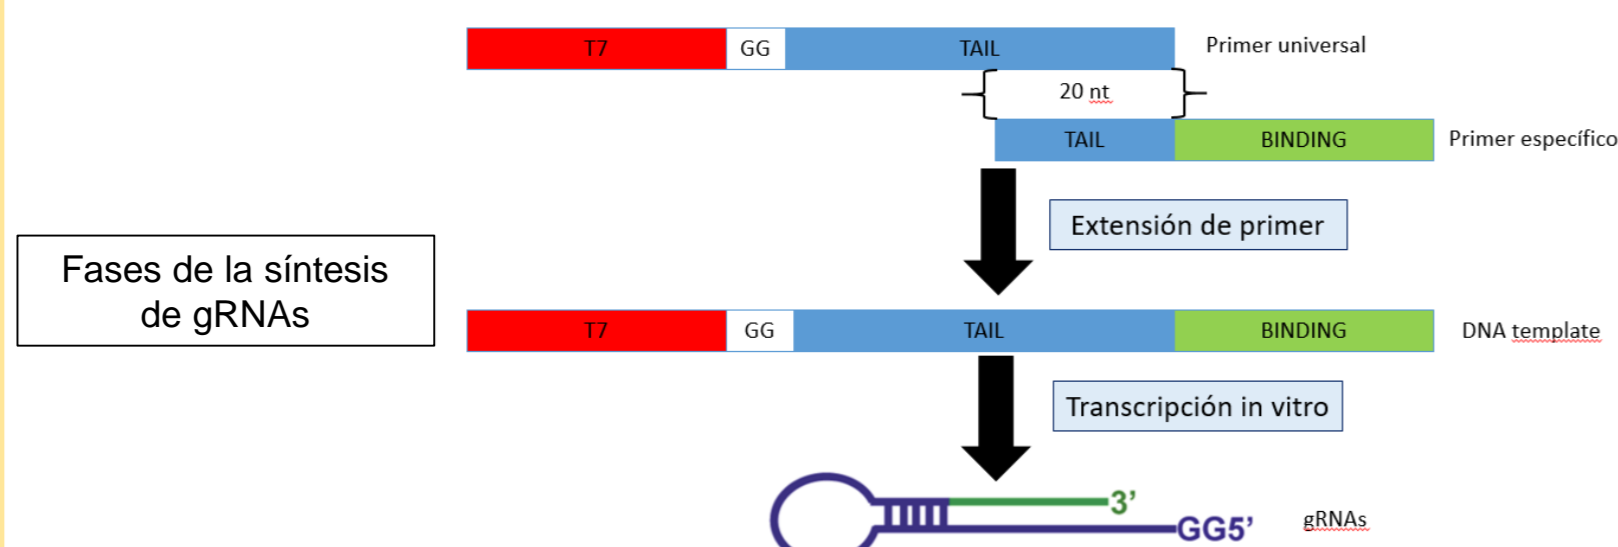 T7 GG TAIL Primer universal
20 nt
TAIL BINDING Primer específico
Extensión de primer
Fases de la síntesis
de gRNAs
T7 GG TAIL BINDING DNA template
Transcripción in vitro
3’
GG5’ gRNAs